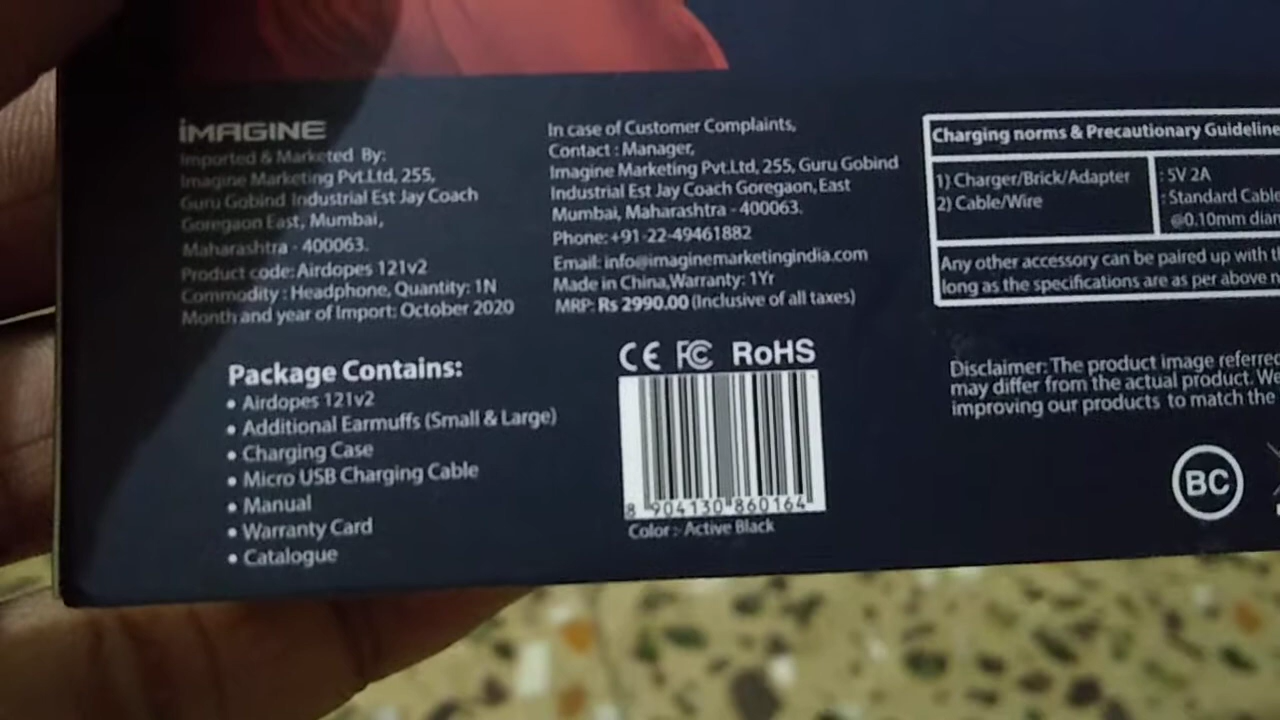 iMAGINE
Imported & Marketed By:
Imagine Marketing Pvt.Ltd, 255,
Guru Gobind Industrial Est Jay Coach
Goregaon East, Mumbai,
Maharashtra - 400063.
Product code: Airdopes 121v2
Commodity : Headphone, Quantity: 1N
Month and year of Import: October 2020
In case of Customer Complaints,
Contact : Manager,
Imagine Marketing Pvt.Ltd, 255, Guru Gobind
Industrial Est Jay Coach Goregaon, East
Mumbai, Maharashtra - 400063.
Phone: +91-22-49461882
Email: info@imaginemarketingindia.com
Made in China, Warranty: 1Yr
MRP: Rs 2990.00 (Inclusive of all taxes)
Charging norms & Precautionary Guideline
1) Charger/Brick/Adapter : 5V 2A
2) Cable/Wire : Standard Cable
@0.10mm diam
Any other accessory can be paired up with
long as the specifications are as per above
Package Contains:
• Airdopes 121v2
• Additional Earmuffs (Small & Large)
• Charging Case
• Micro USB Charging Cable
• Manual
• Warranty Card
• Catalogue
CE FC RoHS
8 904130 860164
Color :- Active Black
Disclaimer: The product image referred
may differ from the actual product. We
improving our products to match the
BC